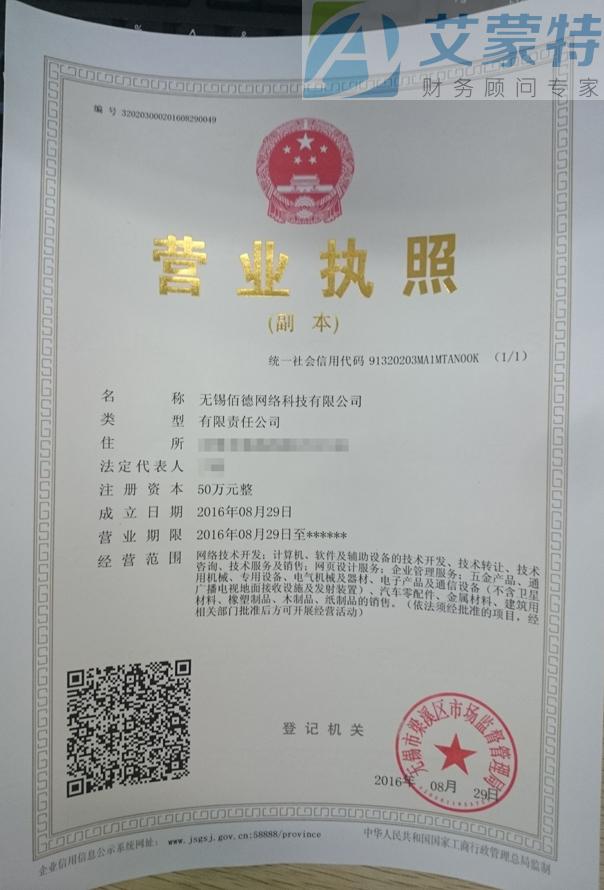 艾蒙特
财务顾问专家
编 号 320203000201608290049
营业执照
(副 本)
统一社会信用代码 91320203MA1MTAN00K (1/1)
名 称 无锡佰德网络科技有限公司
类 型 有限责任公司
住 所
法定代表人
注 册 资 本 50万元整
成 立 日 期 2016年08月29日
营 业 期 限 2016年08月29日至******
经 营 范 围 网络技术开发；计算机、软件及辅助设备的技术开发、技术转让、技术
咨询、技术服务及销售；网页设计服务；企业管理服务；五金产品、通
用机械、专用设备、电气机械及器材、电子产品及通信设备（不含卫星
广播电视地面接收设施及发射装置）、汽车零配件、金属材料、建筑用
材料、橡塑制品、木制品、纸制品的销售。（依法须经批准的项目，经
相关部门批准后方可开展经营活动）
登 记 机 关
无锡市梁溪区市场监督管理局
2016年 08月 29日
企业信用信息公示系统网址： www.jsgsj.gov.cn:58888/province
中华人民共和国国家工商行政管理总局监制